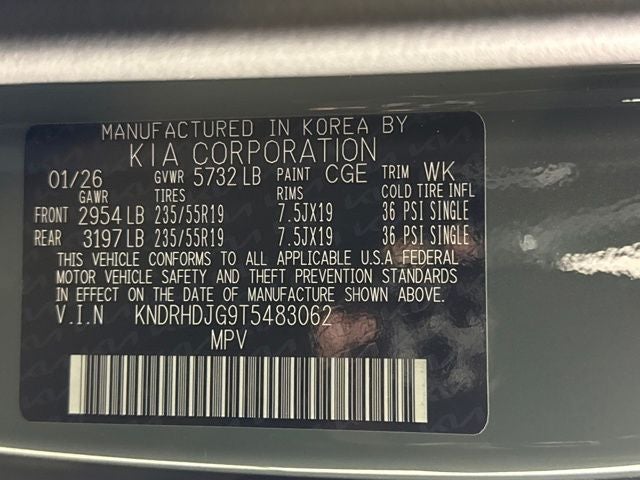 MANUFACTURED IN KOREA BY
KIA CORPORATION
01/26 GVWR 5732 LB PAINT CGE TRIM WK
GAWR TIRES RIMS COLD TIRE INFL
FRONT 2954 LB 235/55R19 7.5JX19 36 PSI SINGLE
REAR 3197 LB 235/55R19 7.5JX19 36 PSI SINGLE
THIS VEHICLE CONFORMS TO ALL APPLICABLE U.S.A FEDERAL
MOTOR VEHICLE SAFETY AND THEFT PREVENTION STANDARDS
IN EFFECT ON THE DATE OF MANUFACTURE SHOWN ABOVE.
V.I.N KNDRHDJG9T5483062
MPV